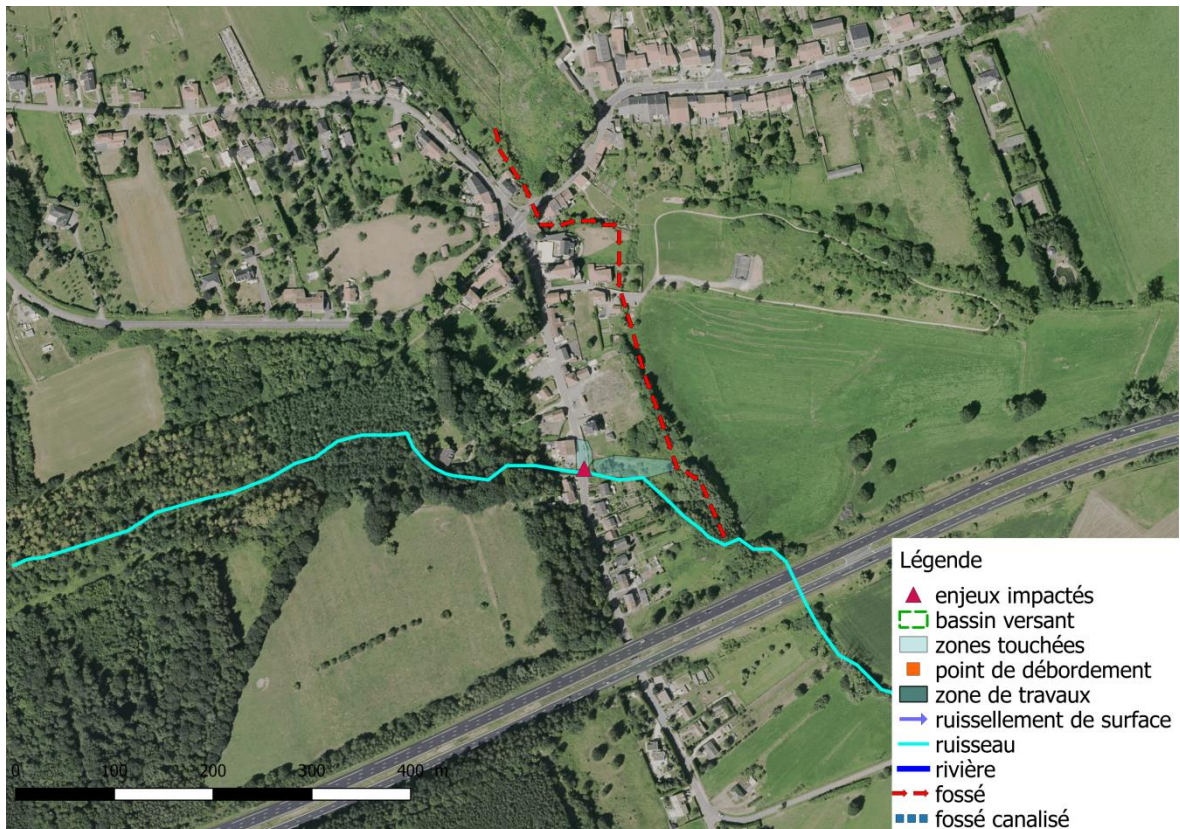 Légende
enjeux impactés
bassin versant
zones touchées
point de débordement
zone de travaux
ruissellement de surface
ruisseau
rivière
fossé
fossé canalisé
0 100 200 300 400 m